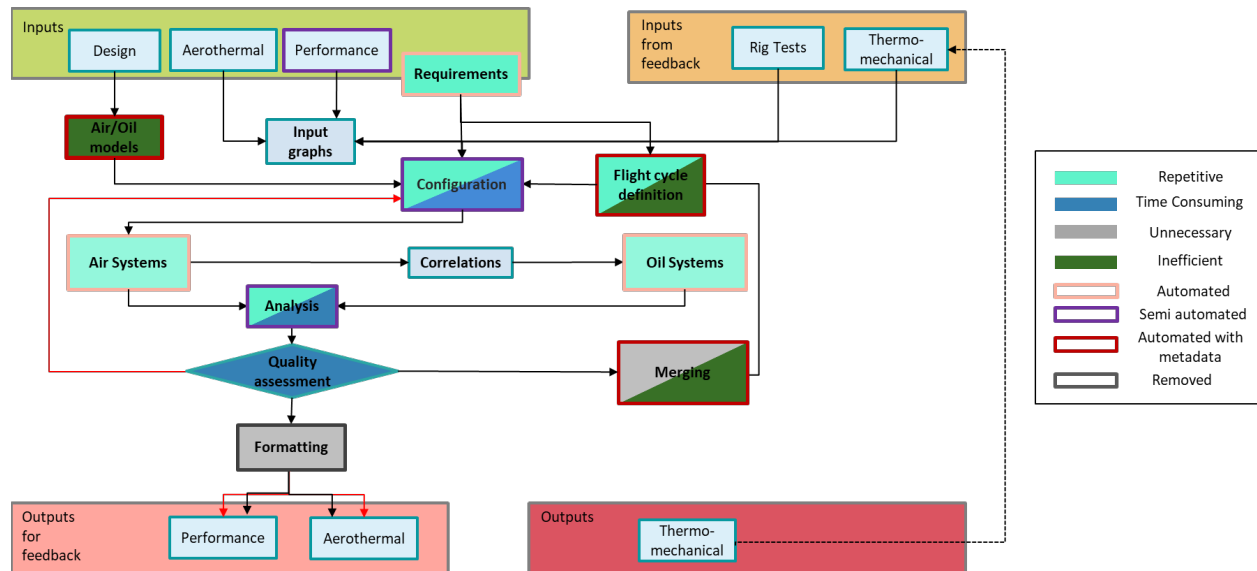 Inputs
Design
Aerothermal
Performance
Requirements
Inputs
from
feedback
Rig Tests
Thermo-
mechanical
Air/Oil
models
Input
graphs
Configuration
Flight cycle
definition
Air Systems
Correlations
Oil Systems
Analysis
Quality
assessment
Merging
Formatting
Outputs
for
feedback
Performance
Aerothermal
Outputs
Thermo-
mechanical
Repetitive
Time Consuming
Unnecessary
Inefficient
Automated
Semi automated
Automated with
metadata
Removed